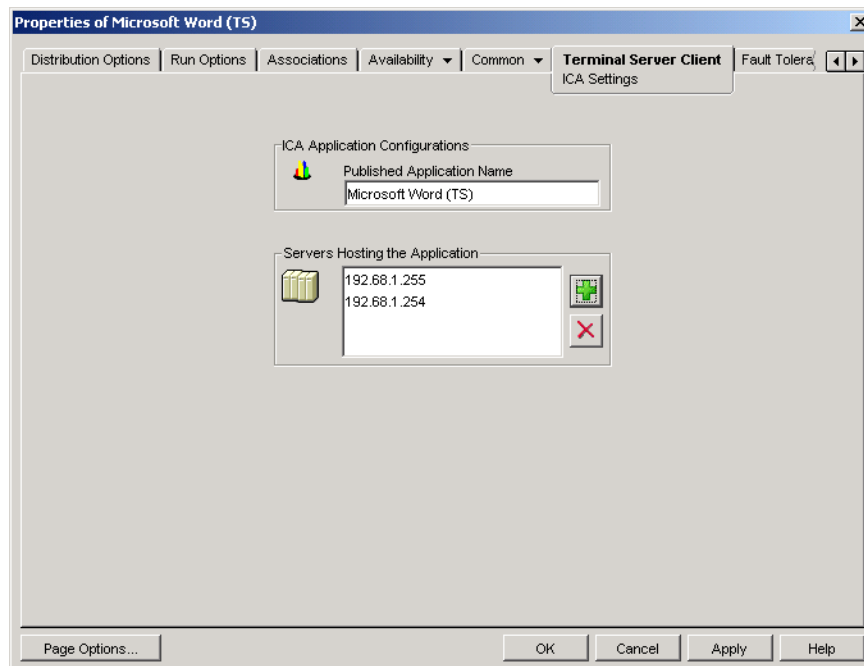 Properties of Microsoft Word (TS)
Distribution Options Run Options Associations Availability Common Terminal Server Client Fault Tolera
ICA Settings
ICA Application Configurations
Published Application Name
Microsoft Word (TS)
Servers Hosting the Application
192.68.1.255
192.68.1.254
Page Options... OK Cancel Apply Help